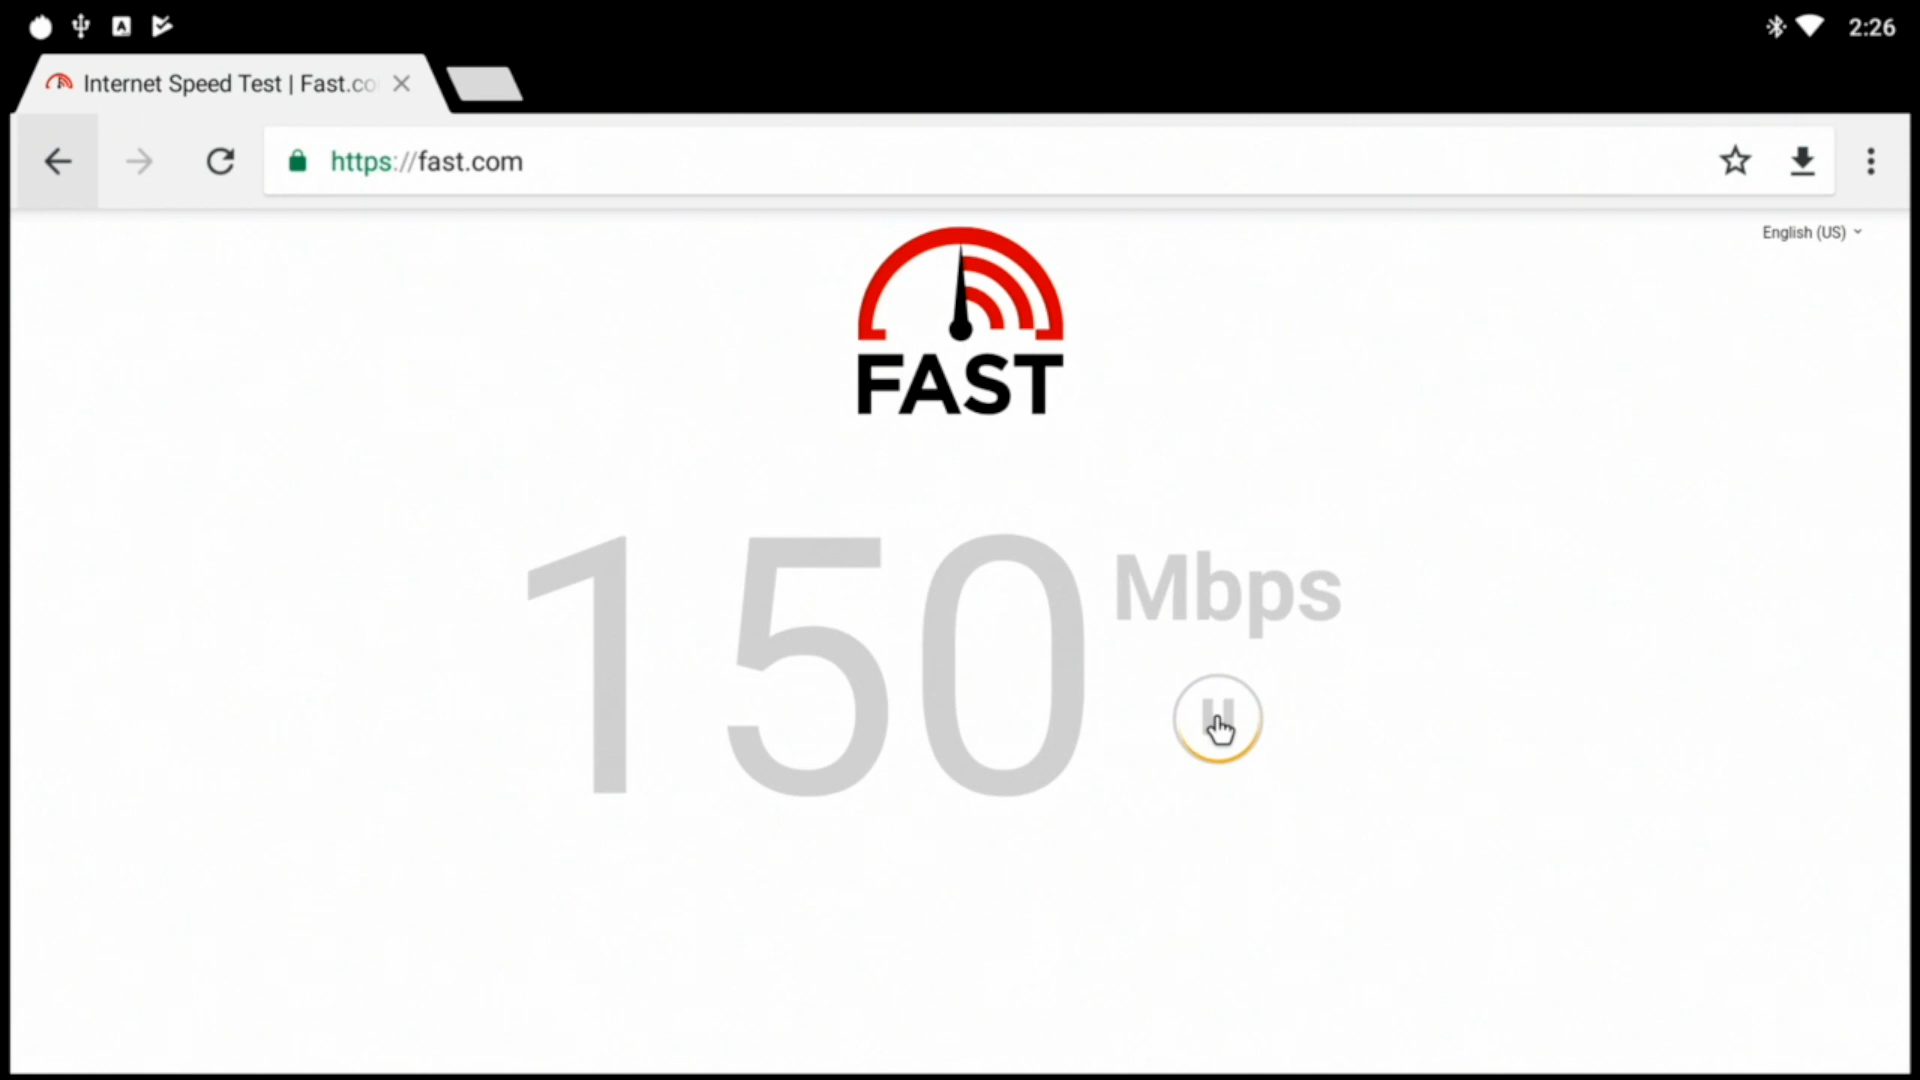 2:26
Internet Speed Test | Fast.co
https://fast.com
English (US)
FAST
150 Mbps